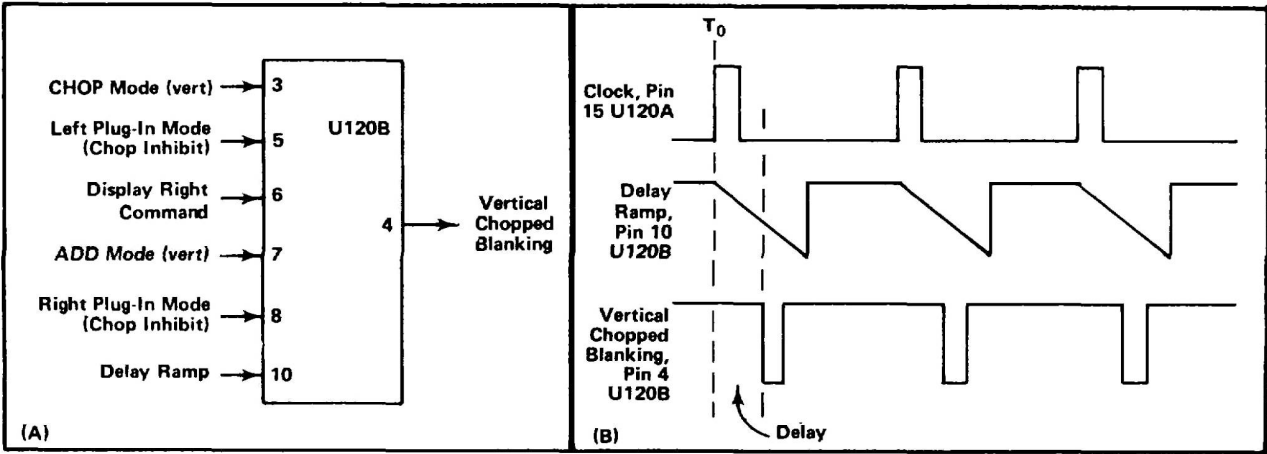 CHOP Mode (vert)
3
Left Plug-In Mode
(Chop Inhibit)
5
U120B
Display Right
Command
6
4
Vertical
Chopped
Blanking
ADD Mode (vert)
7
Right Plug-In Mode
(Chop Inhibit)
8
Delay Ramp
10
(A)
T0
Clock, Pin
15 U120A
Delay
Ramp,
Pin 10
U120B
Vertical
Chopped
Blanking,
Pin 4
U120B
Delay
(B)